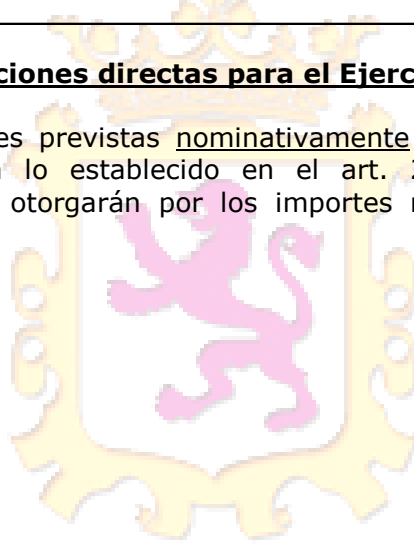 ciones directas para el Ejerc
es previstas nominativamente
lo establecido en el art.
otorgarán por los importes